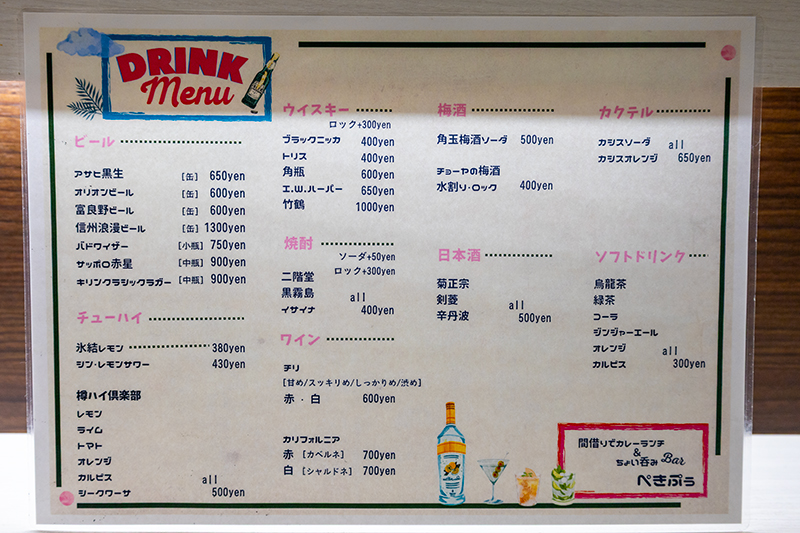 DRINK
Menu
ビール
アサヒ黒生 [缶] 650yen
オリオンビール [缶] 600yen
富良野ビール [缶] 600yen
信州浪漫ビール [缶] 1300yen
バドワイザー [小瓶] 750yen
サッポロ赤星 [中瓶] 900yen
キリンクラシックラガー [中瓶] 900yen
チューハイ
氷結レモン 380yen
シン・レモンサワー 430yen
樽ハイ倶楽部
レモン
ライム
トマト
オレンジ
カルピス all
シークワーサ 500yen
ウイスキー
ロック+300yen
ブラックニッカ 400yen
トリス 400yen
角瓶 600yen
エ.W.ハーパー 650yen
竹鶴 1000yen
焼酎
ソーダ+50yen
ロック+300yen
二階堂
黒霧島 all
イサイナ 400yen
ワイン
チリ
[甘め/スッキリめ/しっかりめ/渋め]
赤・白 600yen
カリフォルニア
赤 [カベルネ] 700yen
白 [シャルドネ] 700yen
梅酒
角玉梅酒ソーダ 500yen
チョーヤの梅酒
水割り・ロック 400yen
日本酒
菊正宗
剣菱 all
辛丹波 500yen
カクテル
カシスソーダ all
カシスオレンジ 650yen
ソフトドリンク
烏龍茶
緑茶
コーラ
ジンジャーエール
オレンジ all
カルピス 300yen
間借りでカレーランチ
&
ちょい呑み Bar
ぺきぷぅ